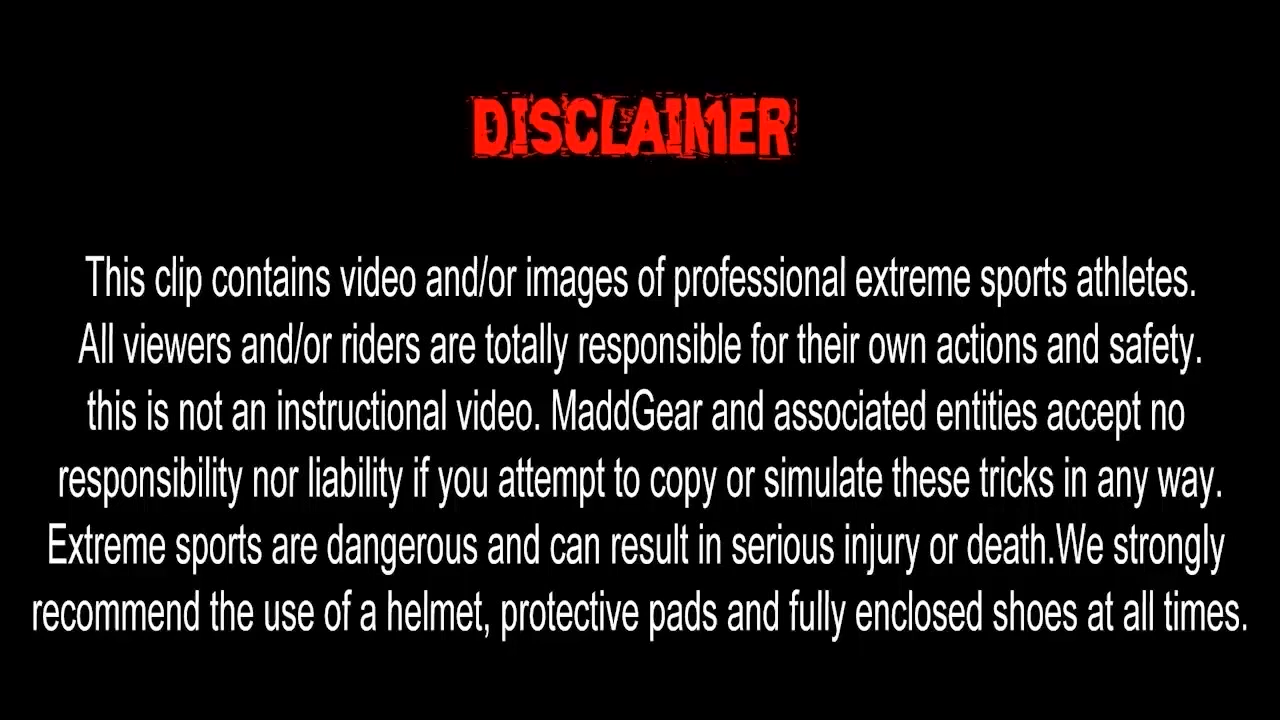 DISCLAIMER
This clip contains video and/or images of professional extreme sports athletes.
All viewers and/or riders are totally responsible for their own actions and safety.
this is not an instructional video. MaddGear and associated entities accept no
responsibility nor liability if you attempt to copy or simulate these tricks in any way.
Extreme sports are dangerous and can result in serious injury or death.We strongly
recommend the use of a helmet, protective pads and fully enclosed shoes at all times.